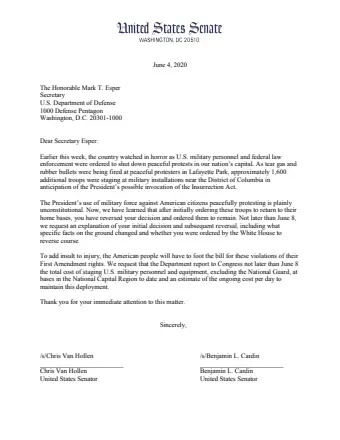 United States Senate
WASHINGTON, DC 20510
June 4, 2020
The Honorable Mark T. Esper
Secretary
U.S. Department of Defense
1000 Defense Pentagon
Washington, D.C. 20301-1000
Dear Secretary Esper:
Earlier this week, the country watched in horror as U.S. military personnel and federal law
enforcement were ordered to shut down peaceful protests in our nation's capital. As tear gas and
rubber bullets were being fired at peaceful protesters in Lafayette Park, approximately 1,600
additional troops were staging at military installations near the District of Columbia in
anticipation of the President's possible invocation of the Insurrection Act.
The President's use of military force against American citizens peacefully protesting is plainly
unconstitutional. Now, we have learned that after initially ordering these troops to return to their
home bases, you have reversed your decision and ordered them to remain. Not later than June 8,
we request an explanation of your initial decision and subsequent reversal, including what
specific facts on the ground changed and whether you were ordered by the White House to
reverse course.
To add insult to injury, the American people will have to foot the bill for these violations of their
First Amendment rights. We request that the Department report to Congress not later than June 8
the total cost of staging U.S. military personnel and equipment, excluding the National Guard, at
bases in the National Capital Region to date and an estimate of the ongoing cost per day to
maintain this deployment.
Thank you for your immediate attention to this matter.
Sincerely,
/s/Chris Van Hollen /s/Benjamin L. Cardin
Chris Van Hollen Benjamin L. Cardin
United States Senator United States Senator